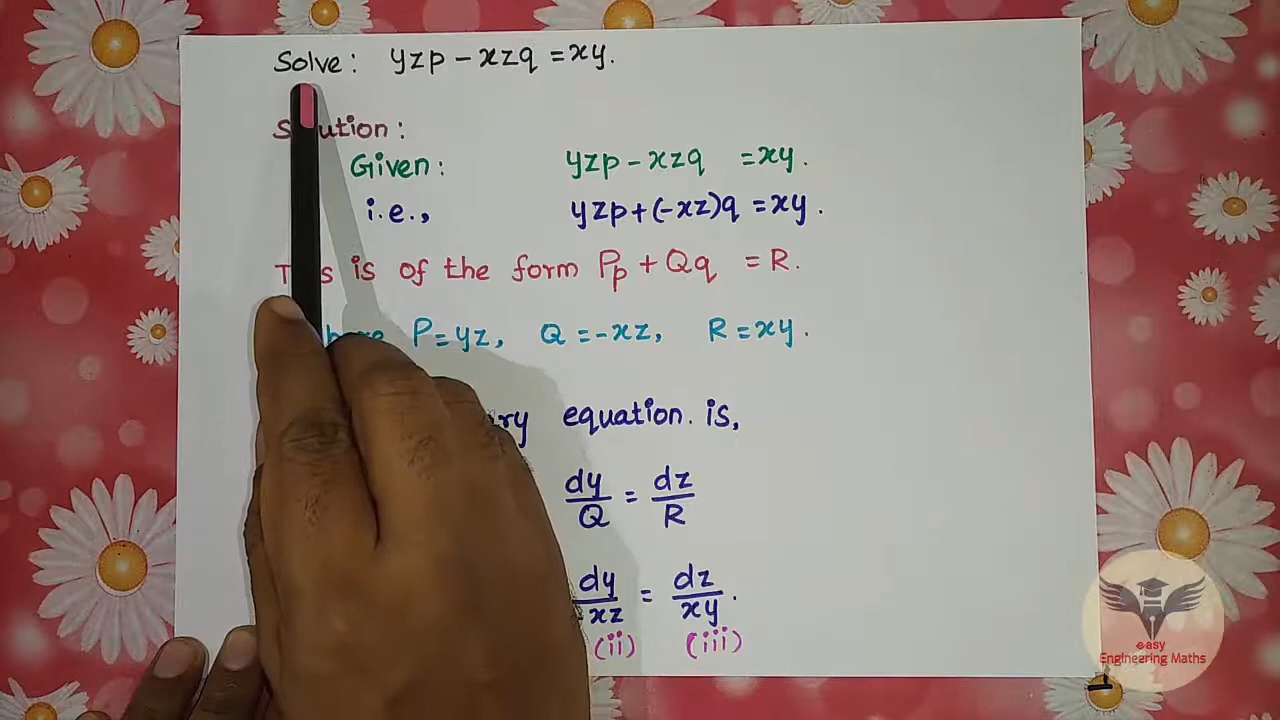 Solve: yzp - xzq = xy.
Given: yzp - xzq = xy.
i.e., yzp + (-xz)q = xy.
is of the form Pp + Qq = R.
P = yz, Q = -xz, R = xy.
equation. is,
dy/Q = dz/R
dy/-xz = dz/xy.
(ii) (iii)
easy
Engineering Maths
1